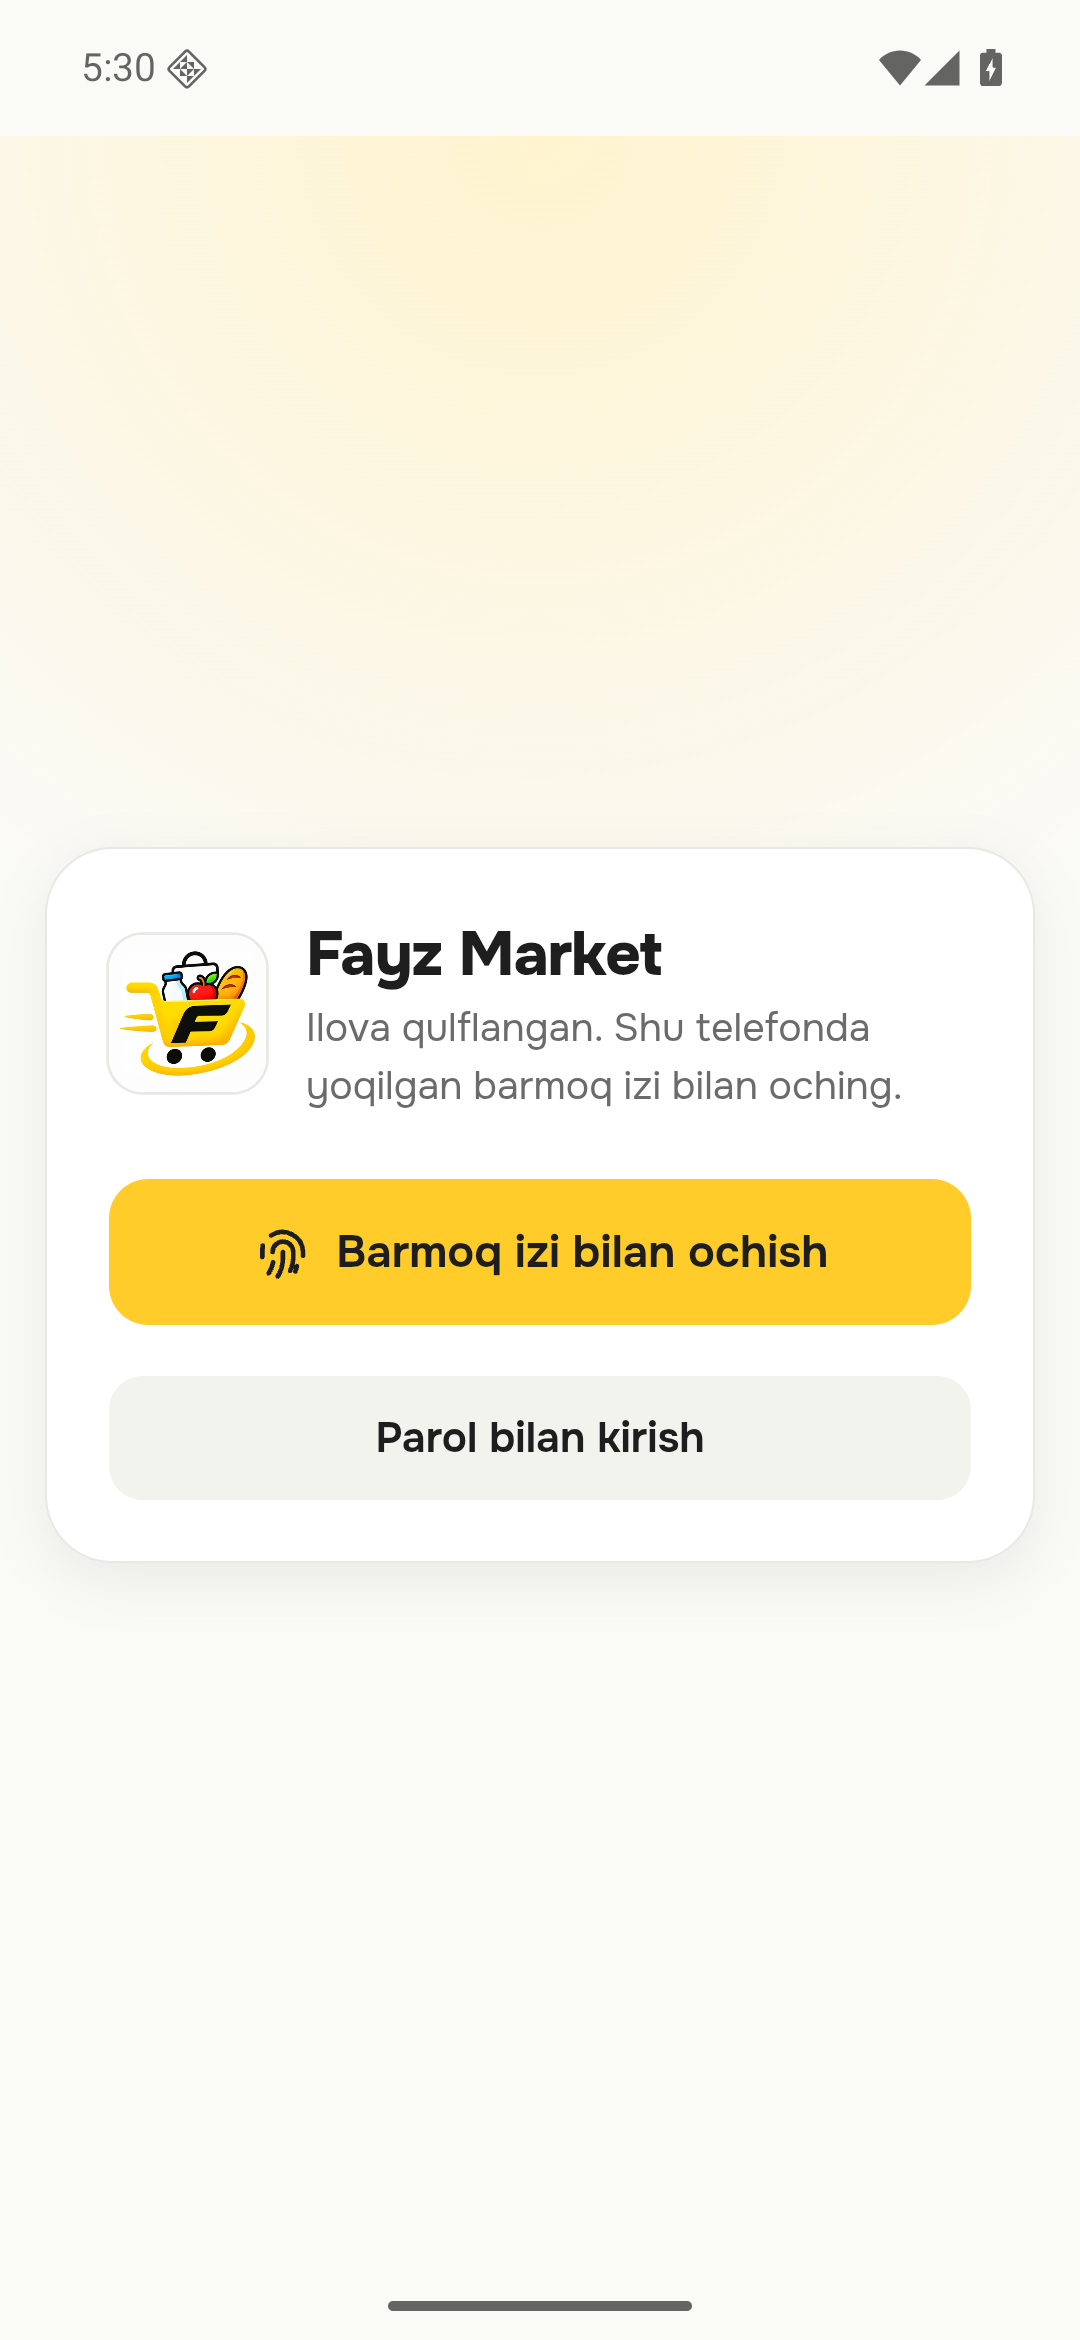 5:30
Fayz Market
Ilova qulflangan. Shu telefonda
yoqilgan barmoq izi bilan oching.
F
Barmoq izi bilan ochish
Parol bilan kirish